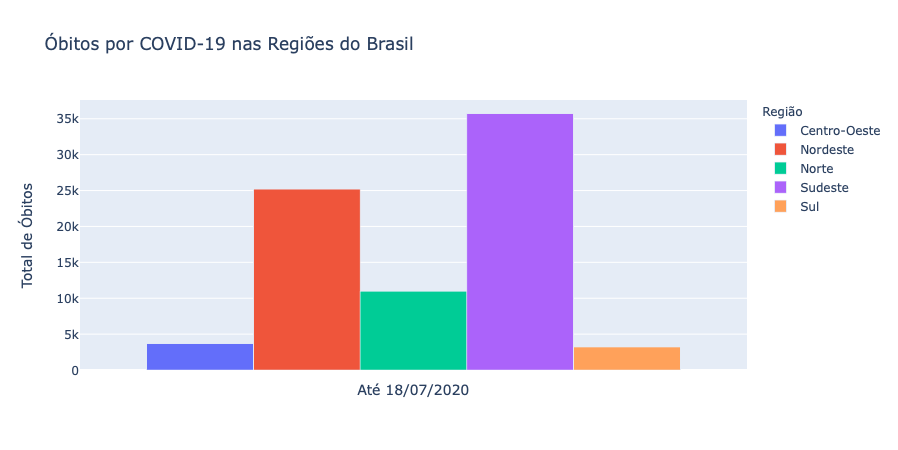 Óbitos por COVID-19 nas Regiões do Brasil
Região
Centro-Oeste
Nordeste
Norte
Sudeste
Sul
Total de Óbitos
35k
30k
25k
20k
15k
10k
5k
0
Até 18/07/2020